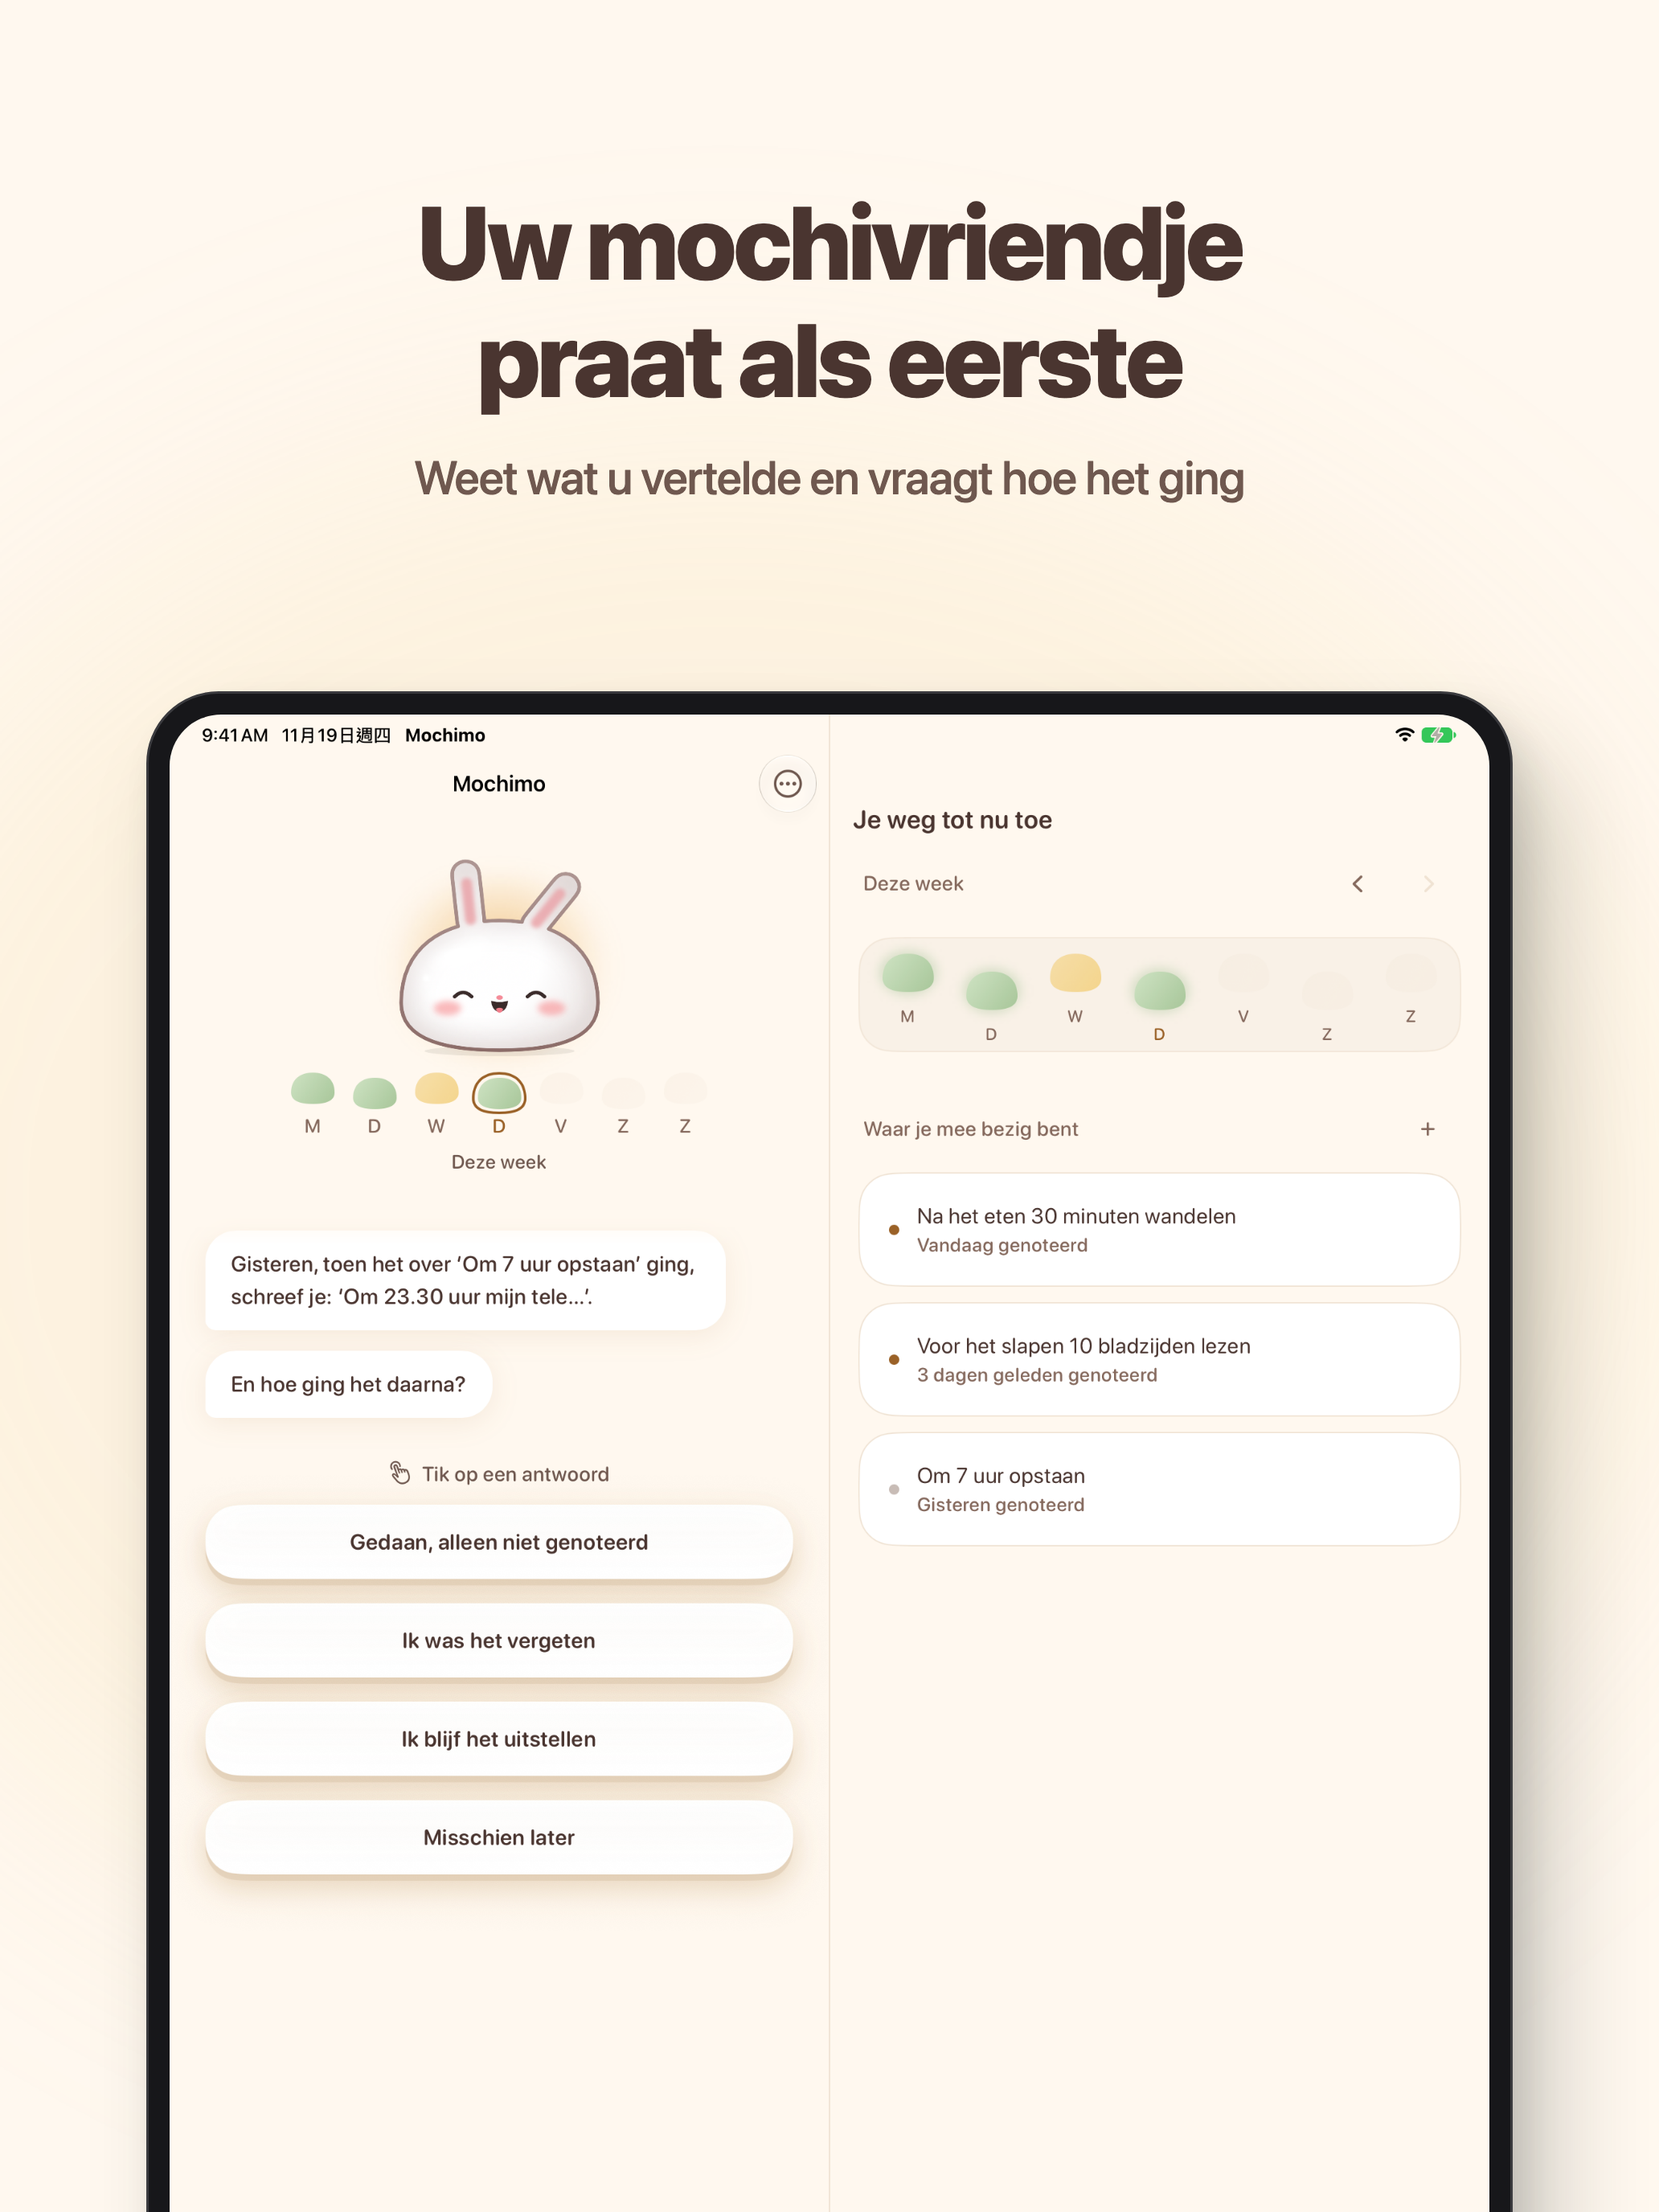 Uw mochivriendje
praat als eerste
Weet wat u vertelde en vraagt hoe het ging
9:41 AM 11月19日週四 Mochimo
Mochimo
M D W D V Z Z
Deze week
Gisteren, toen het over ‘Om 7 uur opstaan’ ging,
schreef je: ‘Om 23.30 uur mijn tele...’.
En hoe ging het daarna?
Tik op een antwoord
Gedaan, alleen niet genoteerd
Ik was het vergeten
Ik blijf het uitstellen
Misschien later
Je weg tot nu toe
Deze week
M D W D V Z Z
Waar je mee bezig bent +
Na het eten 30 minuten wandelen
Vandaag genoteerd
Voor het slapen 10 bladzijden lezen
3 dagen geleden genoteerd
Om 7 uur opstaan
Gisteren genoteerd